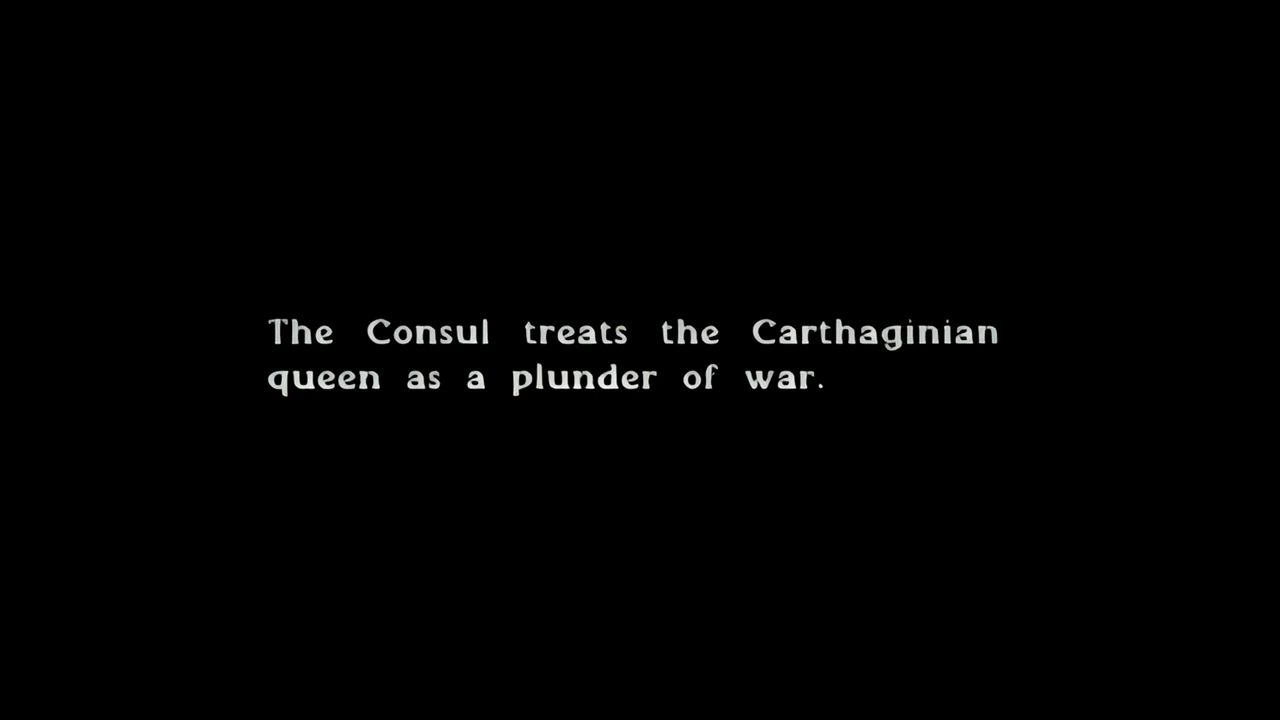 The Consul treats the Carthaginian
queen as a plunder of war.